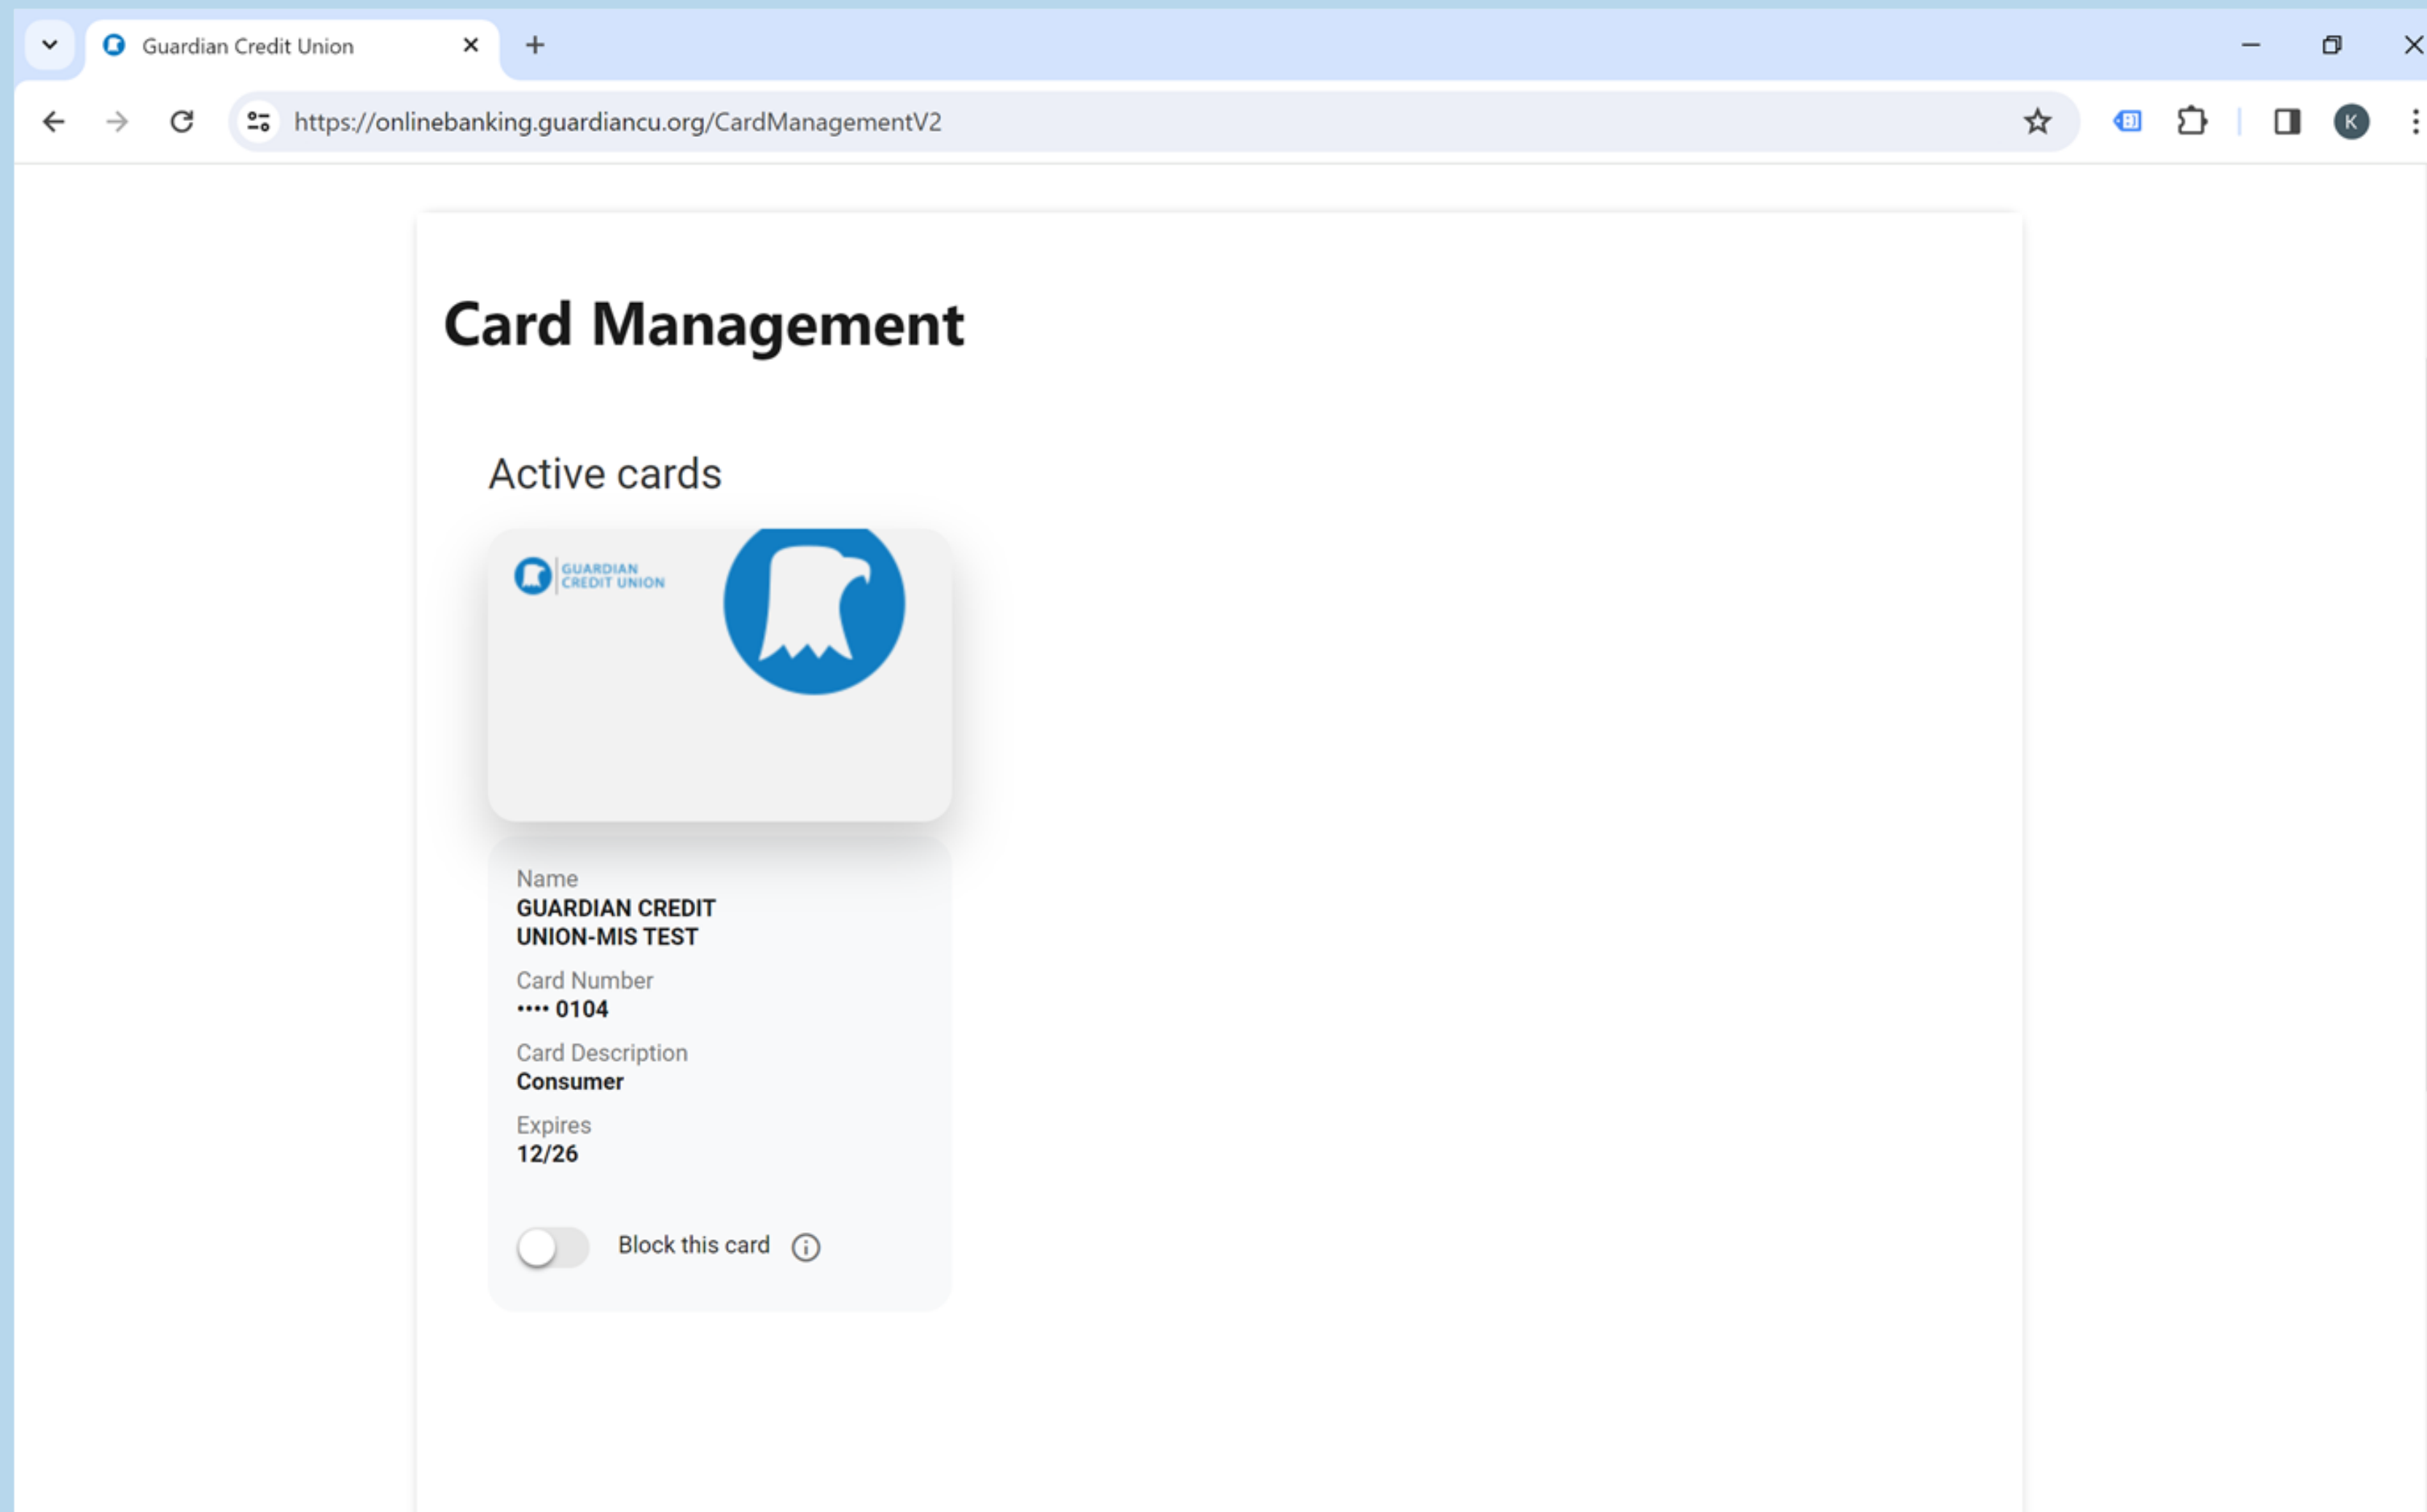 Guardian Credit Union
https://onlinebanking.guardiancu.org/CardManagementV2
K
Card Management
Active cards
GUARDIAN
CREDIT UNION
Name
GUARDIAN CREDIT
UNION-MIS TEST
Card Number
•••• 0104
Card Description
Consumer
Expires
12/26
Block this card